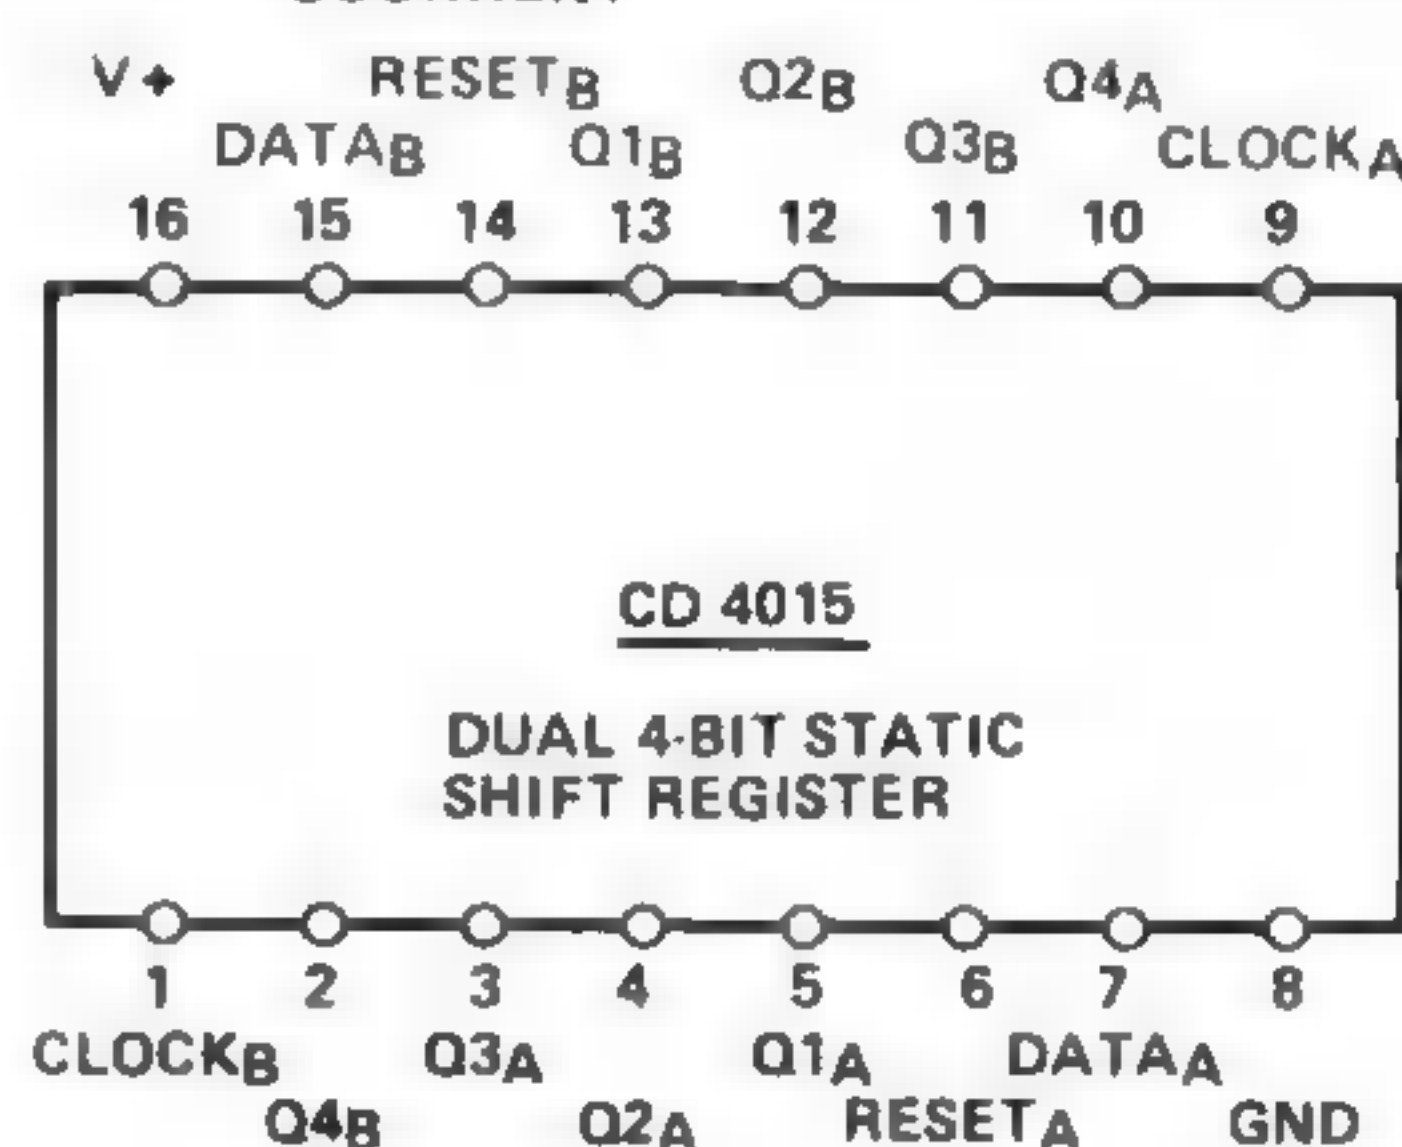 V+ RESETB Q2B Q4A
DATAB Q1B Q3B CLOCKA
16 15 14 13 12 11 10 9
CD 4015
DUAL 4-BIT STATIC
SHIFT REGISTER
1 2 3 4 5 6 7 8
CLOCKB Q3A Q1A DATAA
Q4B Q2A RESETA GND